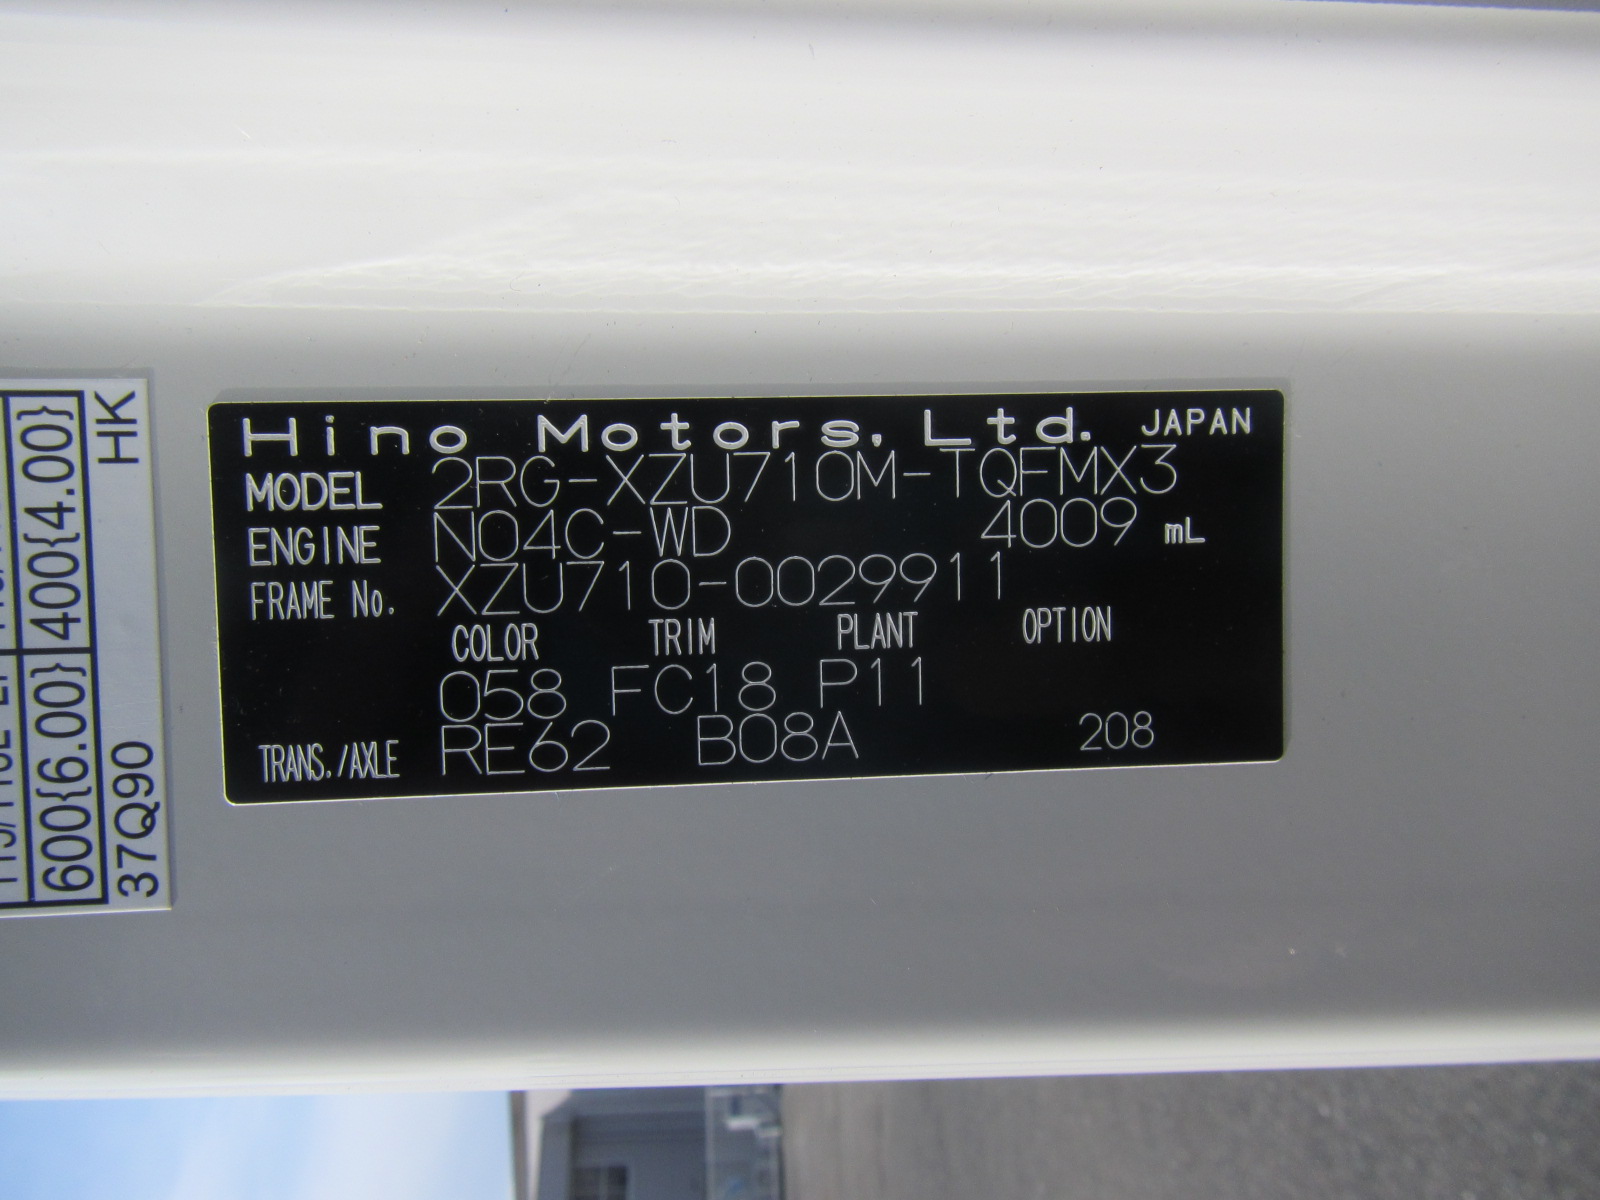 Hino Motors, Ltd. JAPAN
MODEL 2RG-XZU710M-TQFMX3
ENGINE N04C-WD 4009 mL
FRAME No. XZU710-0029911
COLOR TRIM PLANT OPTION
058 FC18 P11
TRANS./AXLE RE62 B08A 208
600{6.00} 400{4.00}
37Q90 HK